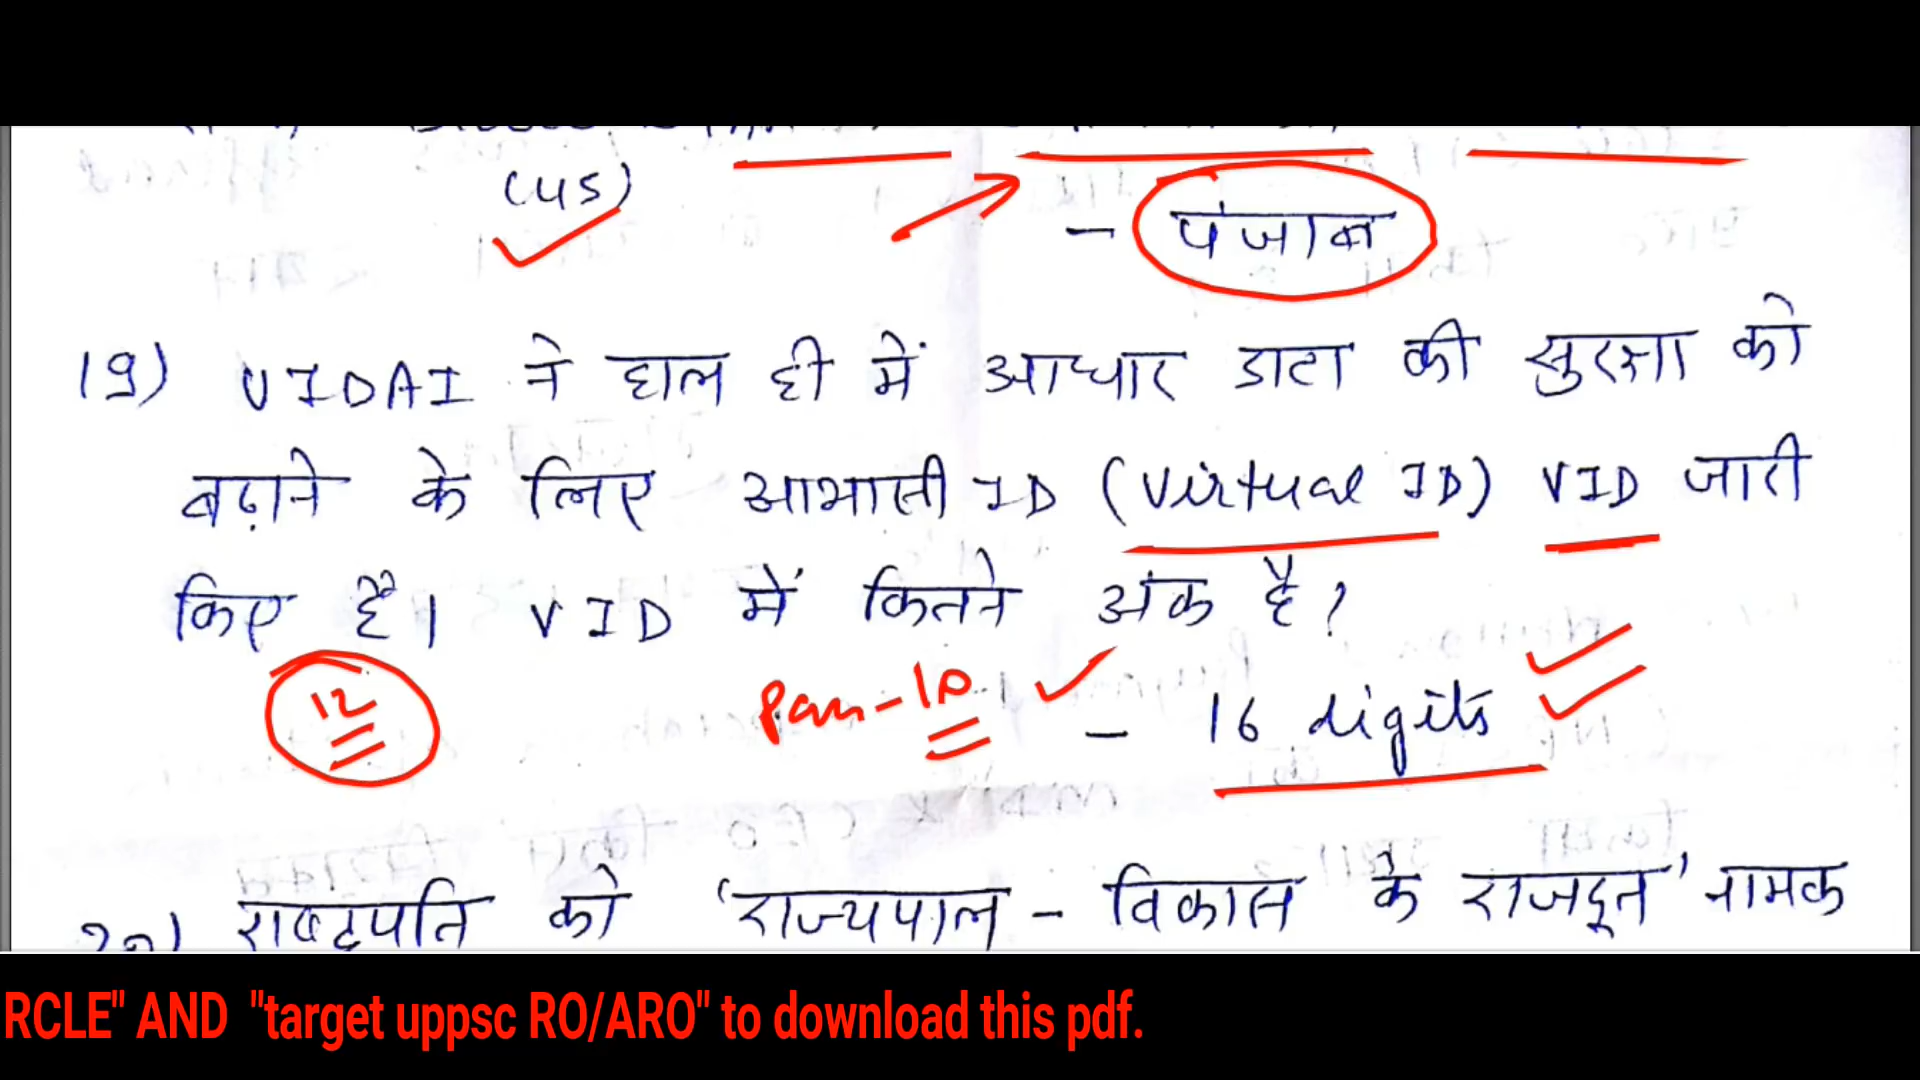 (US)
- पंजाब
19) UIDAI ने हाल ही में आधार डाटा की सुरक्षा को
बढ़ाने के लिए आभासी ID (Virtual ID) VID जारी
किए है। VID में कितने अंक है?
12
Pan-10
- 16 digits
राष्ट्रपति को 'राज्यपाल - विकास के राजदूत' नामक
RCLE" AND "target uppsc RO/ARO" to download this pdf.